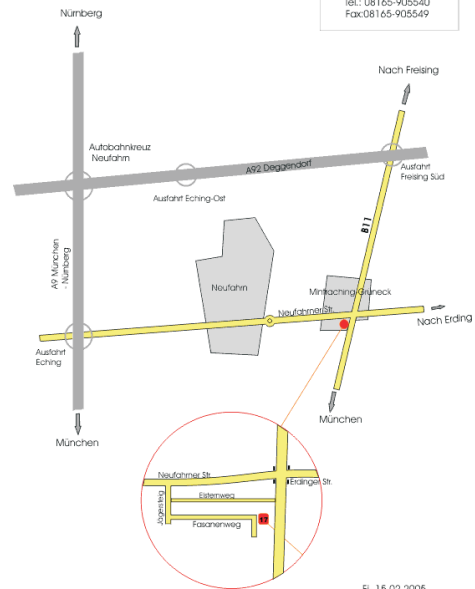 Tel.: 08165-905540
Fax:08165-905549
Nürnberg
Nach Freising
Autobahnkreuz
Neufahrn
A92 Deggendorf
Ausfahrt
Freising Süd
Ausfahrt Eching-Ost
B11
A9 München
- Nürnberg
Neufahrn
Mintraching-Grüneck
Neufahrner Str.
Nach Erding
Ausfahrt
Eching
München
München
Neufahrner Str.
Erdinger Str.
Elsternweg
Jägersteig
17
Fasanenweg